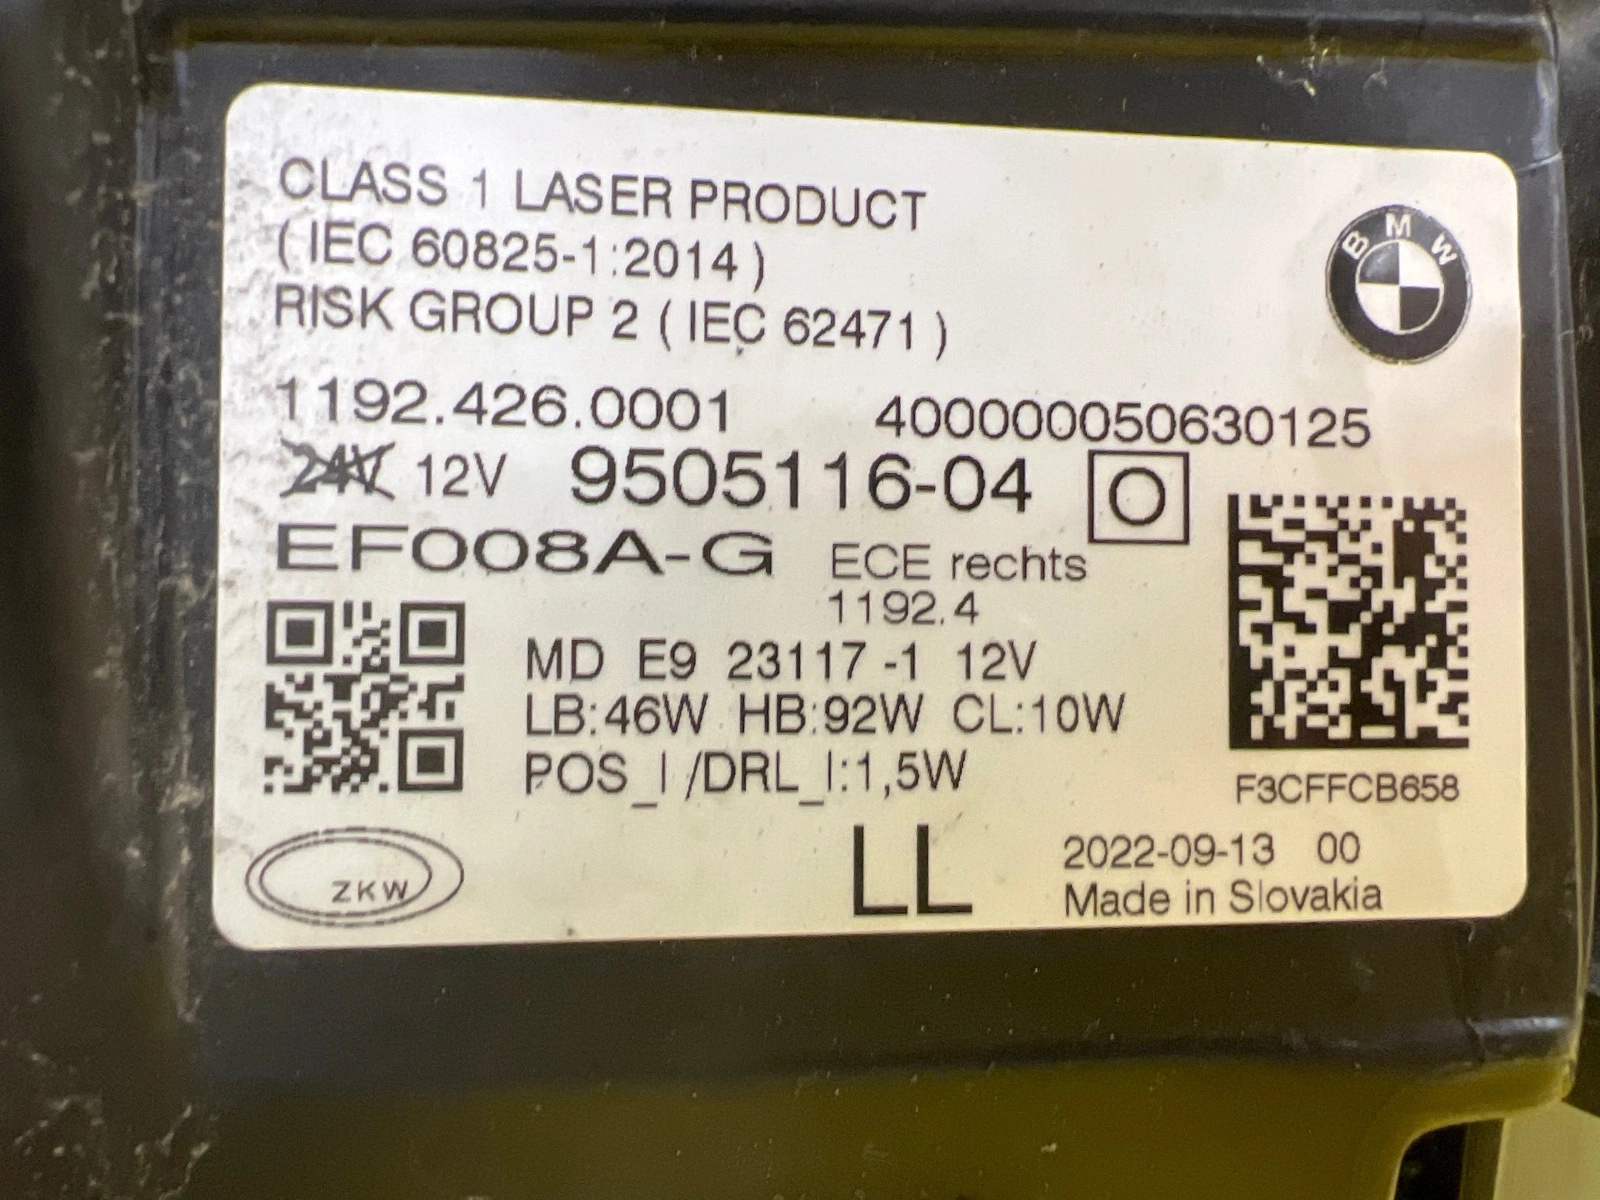 CLASS 1 LASER PRODUCT
( IEC 60825-1:2014 )
RISK GROUP 2 ( IEC 62471 )
BMW
1192.426.0001 400000050630125
24V 12V 9505116-04 O
EF008A-G ECE rechts
1192.4
MD E9 23117 -1 12V
LB:46W HB:92W CL:10W
POS_I /DRL_I:1,5W
F3CFFCB658
ZKW
LL
2022-09-13 00
Made in Slovakia